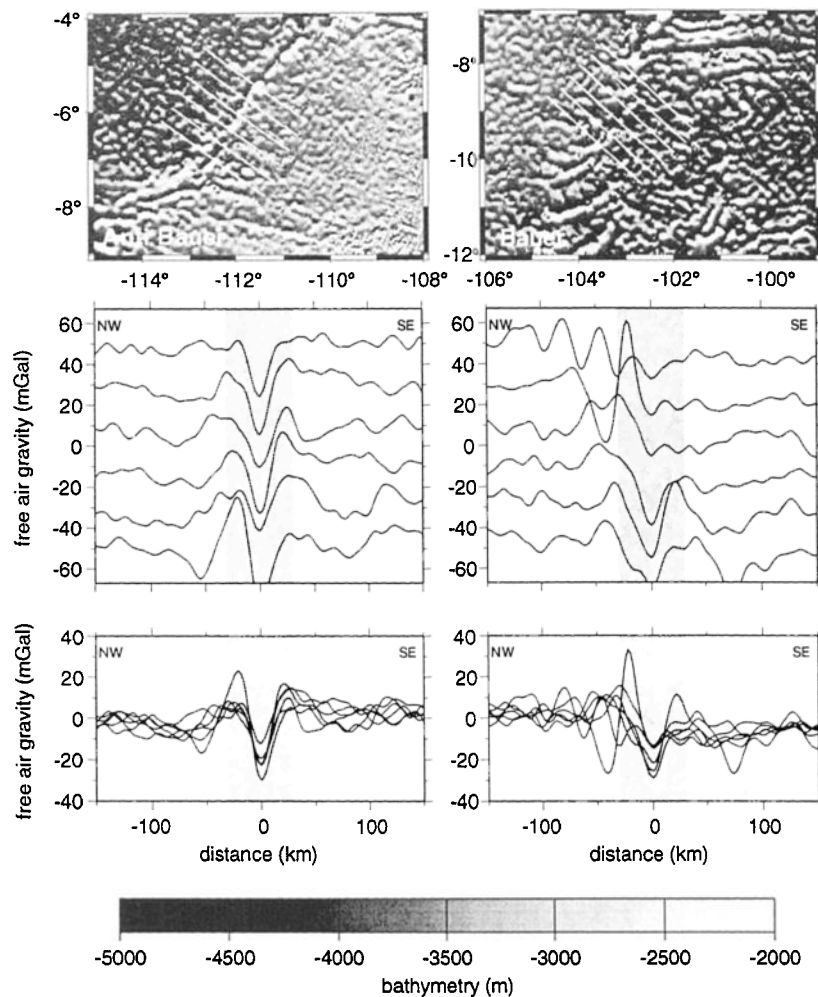 -4°
-6°
-8°
-114° -112° -110° -108°
Bauer
-8°
-10°
-12°
-106° -104° -102° -100°
Bauer
free air gravity (mGal)
60
40
20
0
-20
-40
-60
NW SE
60
40
20
0
-20
-40
-60
NW SE
free air gravity (mGal)
40
20
0
-20
-40
NW SE
-100 0 100
distance (km)
40
20
0
-20
-40
NW SE
-100 0 100
distance (km)
-5000 -4500 -4000 -3500 -3000 -2500 -2000
bathymetry (m)